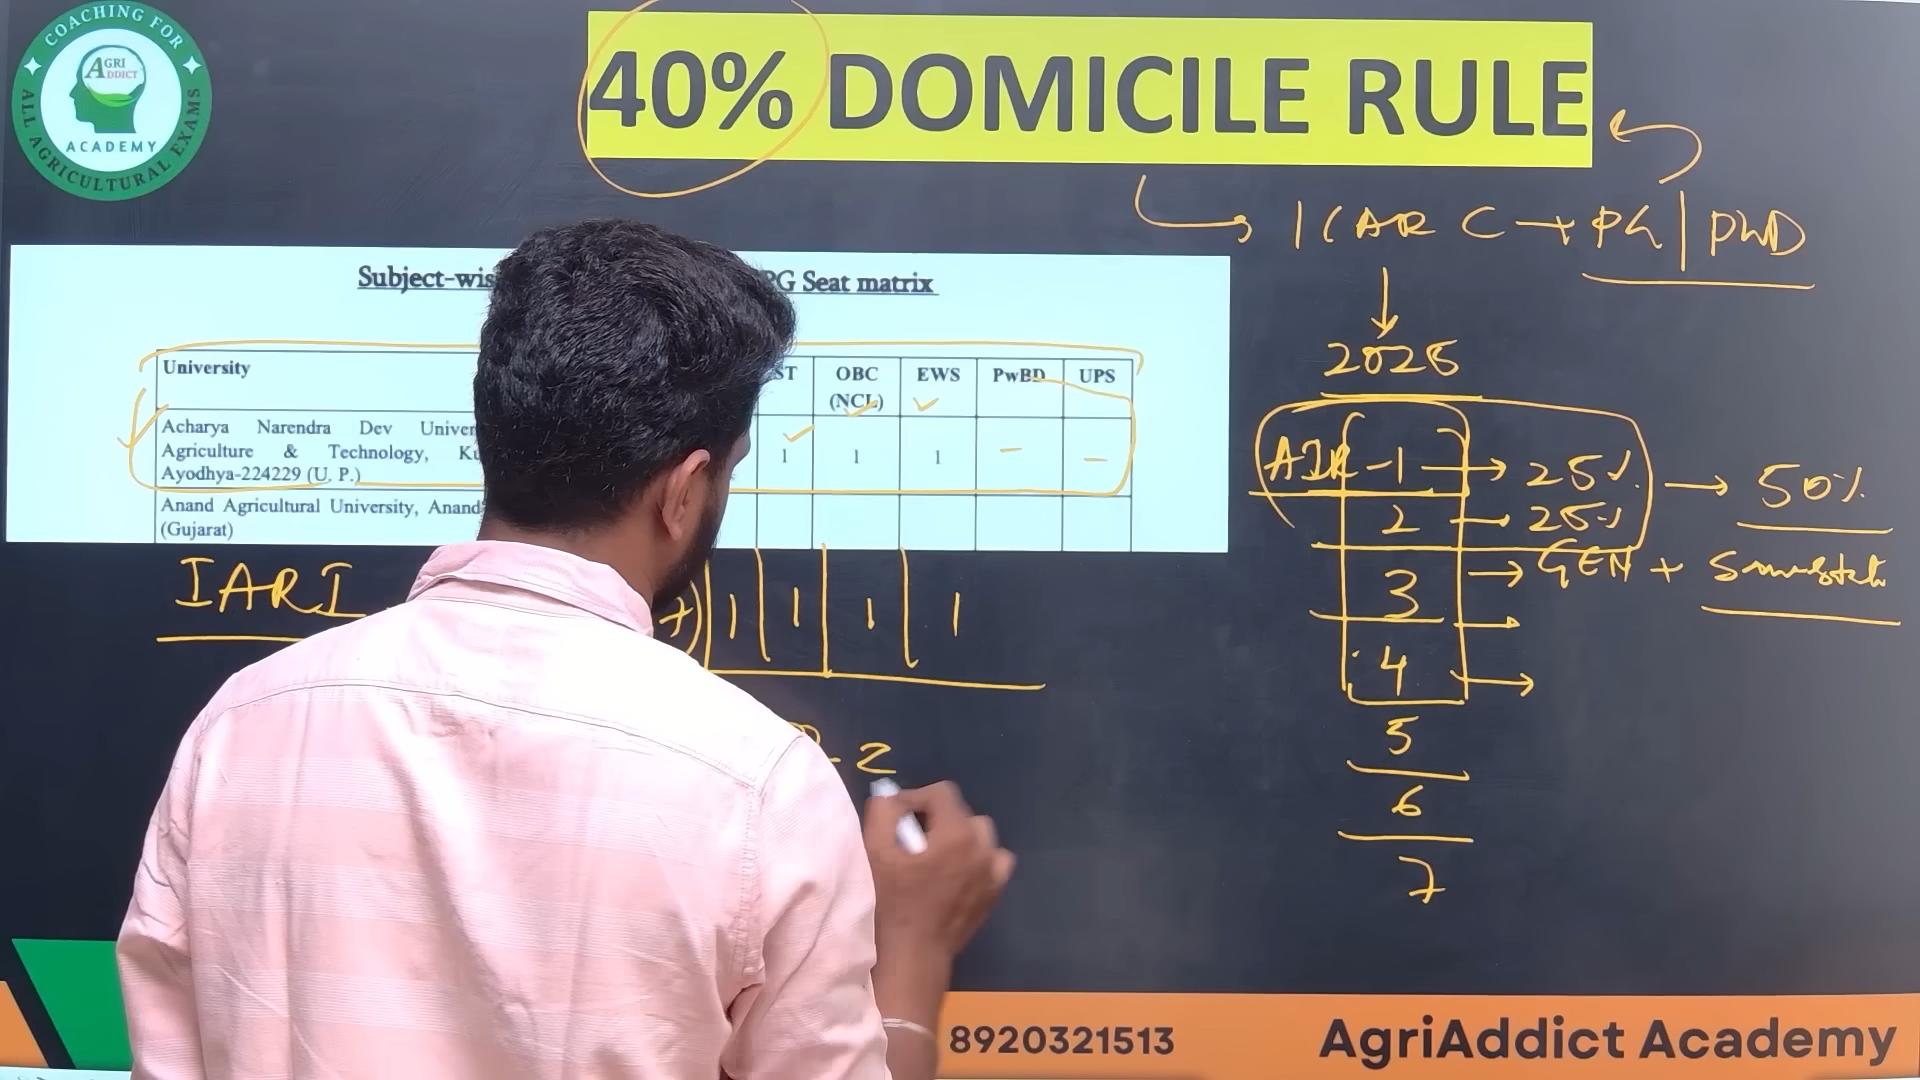 COACHING FOR
ALL AGRICULTURAL EXAMS
AGRI
ADDICT
ACADEMY
40% DOMICILE RULE
ICAR C → PG | PhD
Subject-wis
PG Seat matrix
University
ST
OBC
(NCL)
EWS
PwBD
UPS
Acharya Narendra Dev Univer
Agriculture & Technology, Ku
Ayodhya-224229 (U. P.)
1
1
1
–
–
Anand Agricultural University, Anand
(Gujarat)
2025
AIR - 1 → 25% → 50%
2 → 25%
3 → GEN +
4 →
5
6
7
IARI
1 | 1 | 1 | 1
- 2
8920321513
AgriAddict Academy